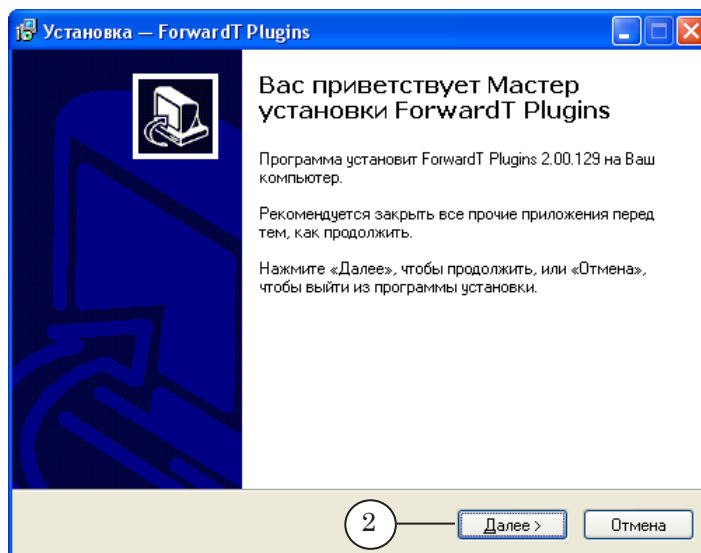 Установка — ForwardT Plugins
Вас приветствует Мастер
установки ForwardT Plugins
Программа установит ForwardT Plugins 2.00.129 на Ваш
компьютер.
Рекомендуется закрыть все прочие приложения перед
тем, как продолжить.
Нажмите «Далее», чтобы продолжить, или «Отмена»,
чтобы выйти из программы установки.
2 Далее > Отмена